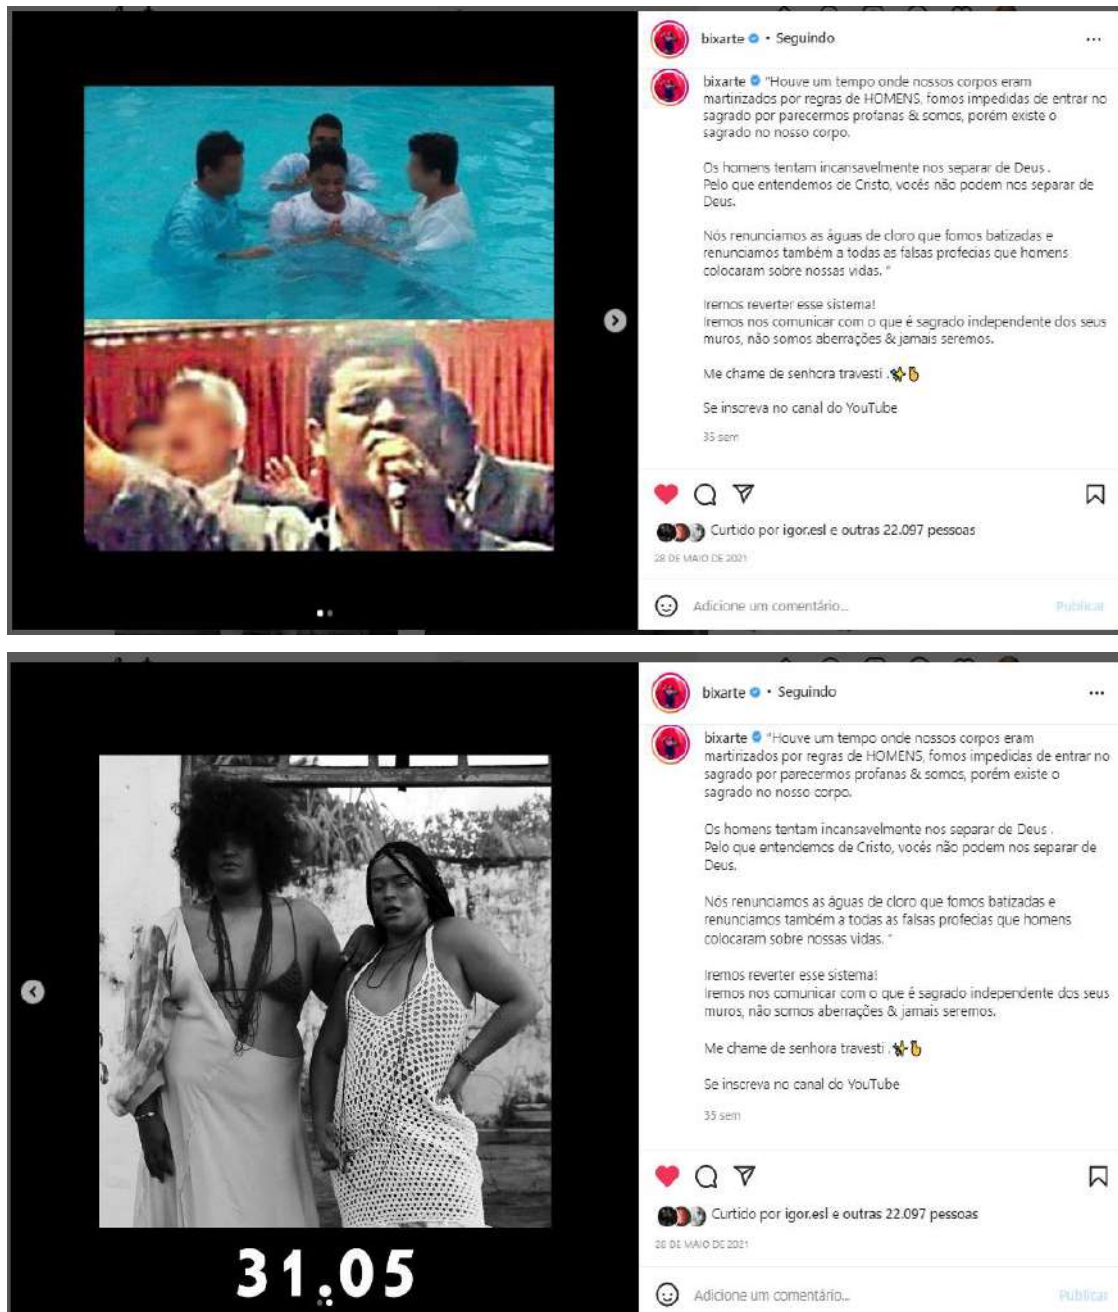 bixarte • Seguindo
...
bixarte "Houve um tempo onde nossos corpos eram
martirizados por regras de HOMENS, fomos impedidas de entrar no
sagrado por parecermos profanas & somos, porém existe o
sagrado no nosso corpo.
Os homens tentam incansavelmente nos separar de Deus .
Pelo que entendemos de Cristo, vocês não podem nos separar de
Deus.
Nós renunciamos as águas de cloro que fomos batizadas e
renunciamos também a todas as falsas profecias que homens
colocaram sobre nossas vidas. "
Iremos reverter esse sistema!
Iremos nos comunicar com o que é sagrado independente dos seus
muros, não somos aberrações & jamais seremos.
Me chame de senhora travesti .
Se inscreva no canal do YouTube
35 sem
Curtido por igor.esl e outras 22.097 pessoas
28 DE MAIO DE 2021
Adicione um comentário...
Publicar
bixarte • Seguindo
...
bixarte "Houve um tempo onde nossos corpos eram
martirizados por regras de HOMENS, fomos impedidas de entrar no
sagrado por parecermos profanas & somos, porém existe o
sagrado no nosso corpo.
Os homens tentam incansavelmente nos separar de Deus .
Pelo que entendemos de Cristo, vocês não podem nos separar de
Deus.
Nós renunciamos as águas de cloro que fomos batizadas e
renunciamos também a todas as falsas profecias que homens
colocaram sobre nossas vidas. "
Iremos reverter esse sistema!
Iremos nos comunicar com o que é sagrado independente dos seus
muros, não somos aberrações & jamais seremos.
Me chame de senhora travesti .
Se inscreva no canal do YouTube
35 sem
Curtido por igor.esl e outras 22.097 pessoas
28 DE MAIO DE 2021
Adicione um comentário...
Publicar
31.05